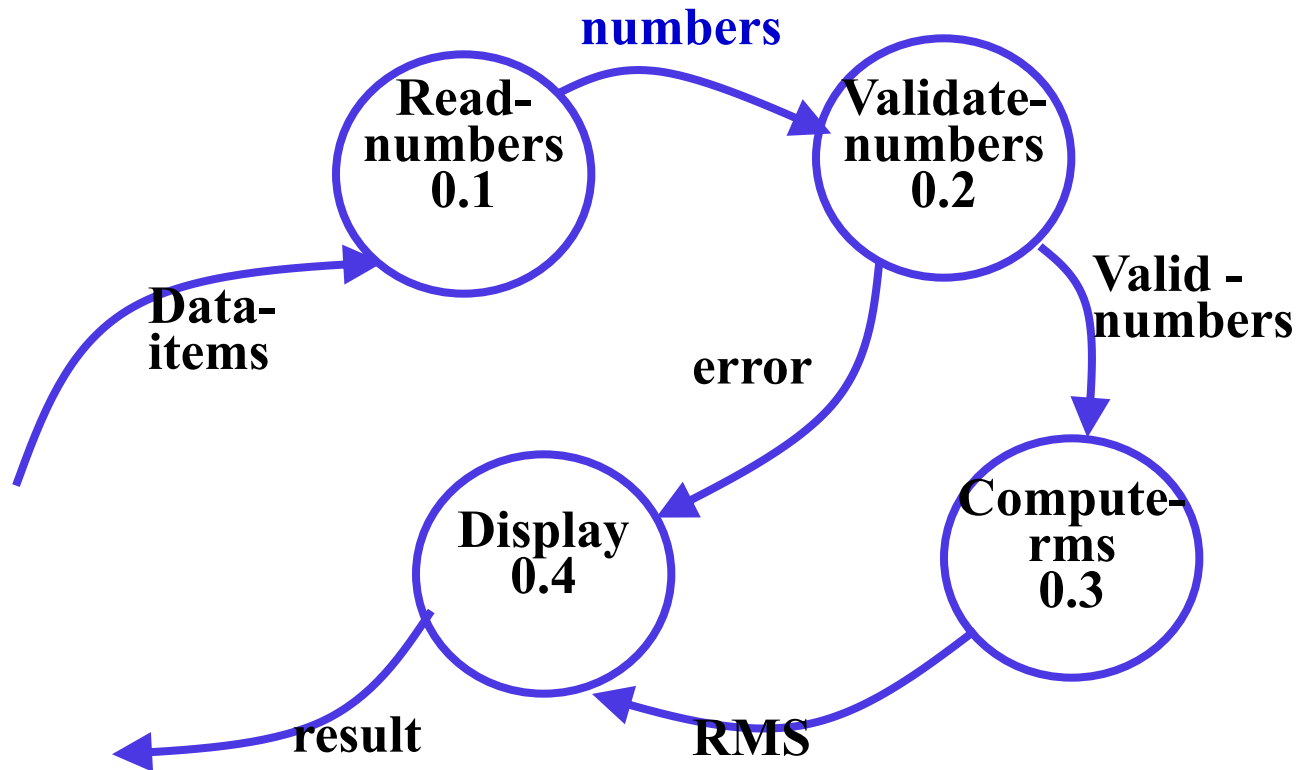 numbers
Read-
numbers
0.1
Validate-
numbers
0.2
Data-
items
Valid -
numbers
error
Display
0.4
Compute-
rms
0.3
result
RMS